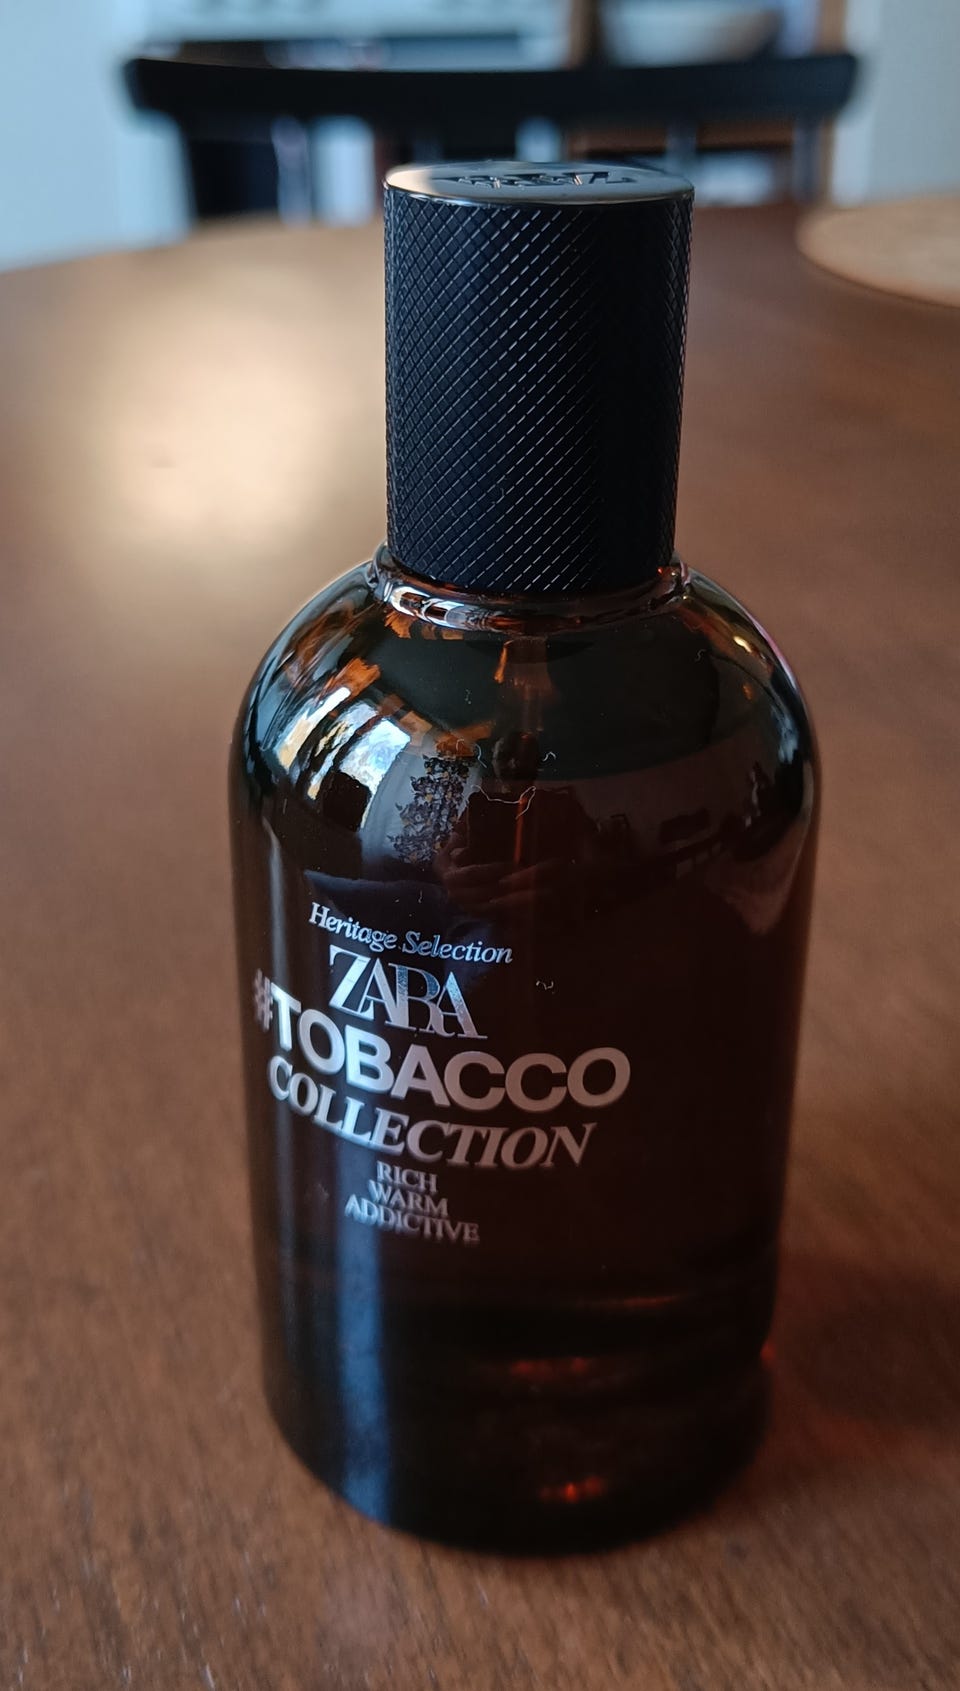 Heritage Selection
ZARA
#TOBACCO
COLLECTION
RICH
WARM
ADDICTIVE